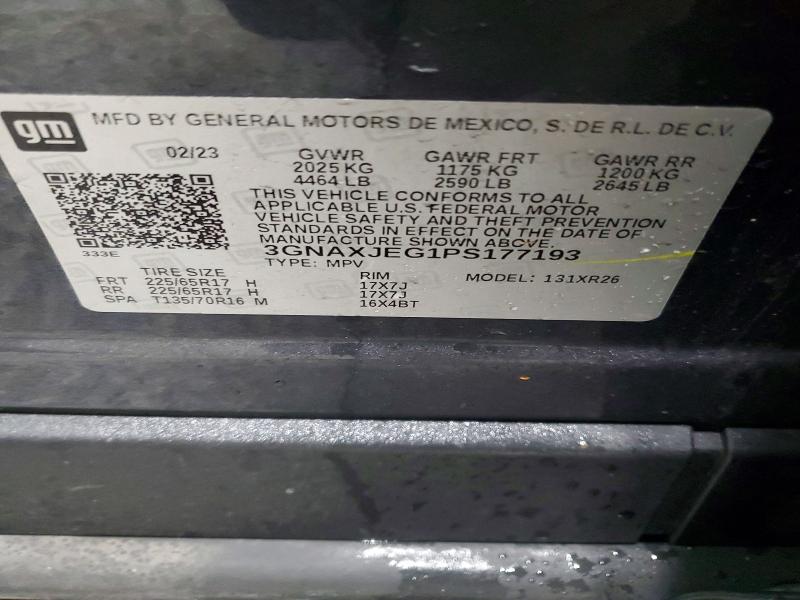 gm
MFD BY GENERAL MOTORS DE MEXICO, S. DE R.L. DE C.V.
02/23 GVWR GAWR FRT GAWR RR
2025 KG 1175 KG 1200 KG
4464 LB 2590 LB 2645 LB
THIS VEHICLE CONFORMS TO ALL
APPLICABLE U.S. FEDERAL MOTOR
VEHICLE SAFETY AND THEFT PREVENTION
STANDARDS IN EFFECT ON THE DATE OF
MANUFACTURE SHOWN ABOVE.
333E 3GNAXJEG1PS177193
TYPE: MPV MODEL: 131XR26
TIRE SIZE RIM
FRT 225/65R17 H 17X7J
RR 225/65R17 H 17X7J
SPA T135/70R16 M 16X4BT